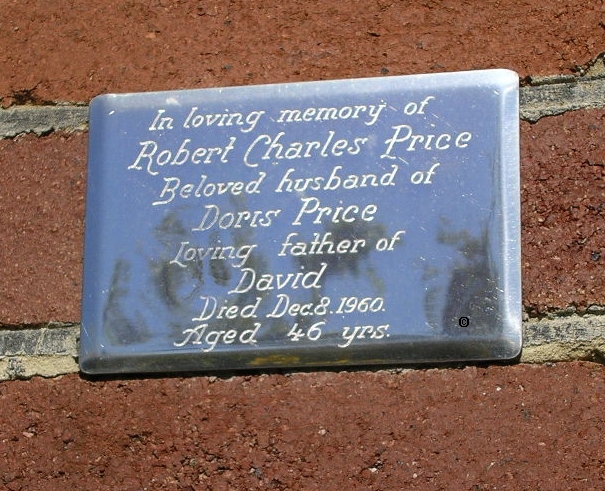 In loving memory of
Robert Charles Price
Beloved husband of
Doris Price
Loving father of
David
Died Dec.8.1960.
Aged 46 yrs.
©